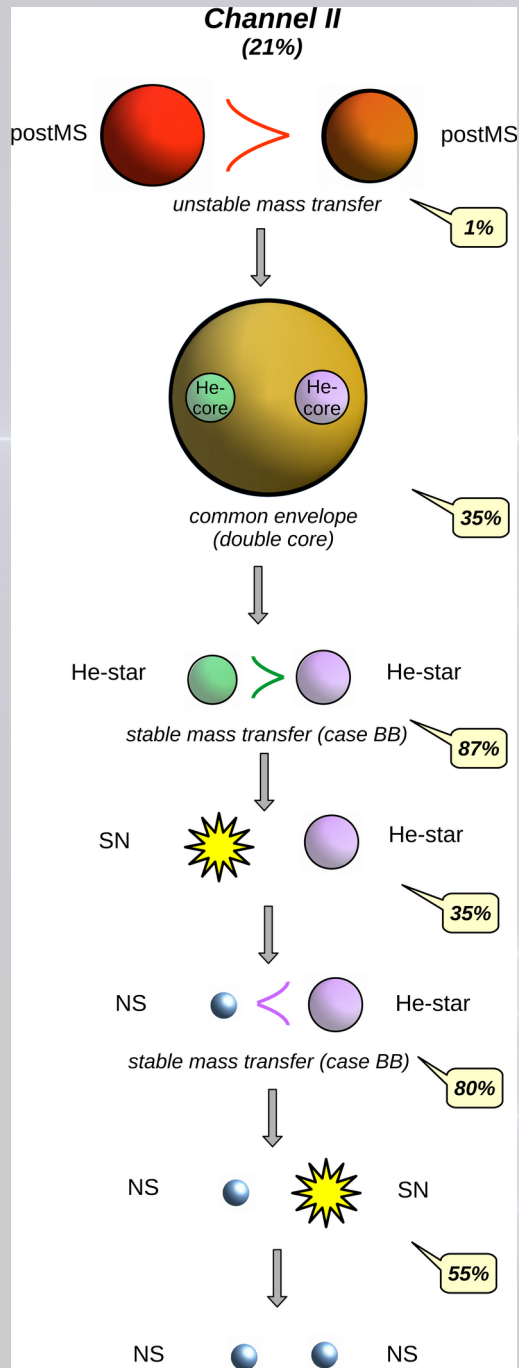 Channel II
(21%)
postMS
postMS
unstable mass transfer
1%
He-
core
He-
core
common envelope
(double core)
35%
He-star
He-star
stable mass transfer (case BB)
87%
SN
He-star
35%
NS
He-star
stable mass transfer (case BB)
80%
NS
SN
55%
NS
NS